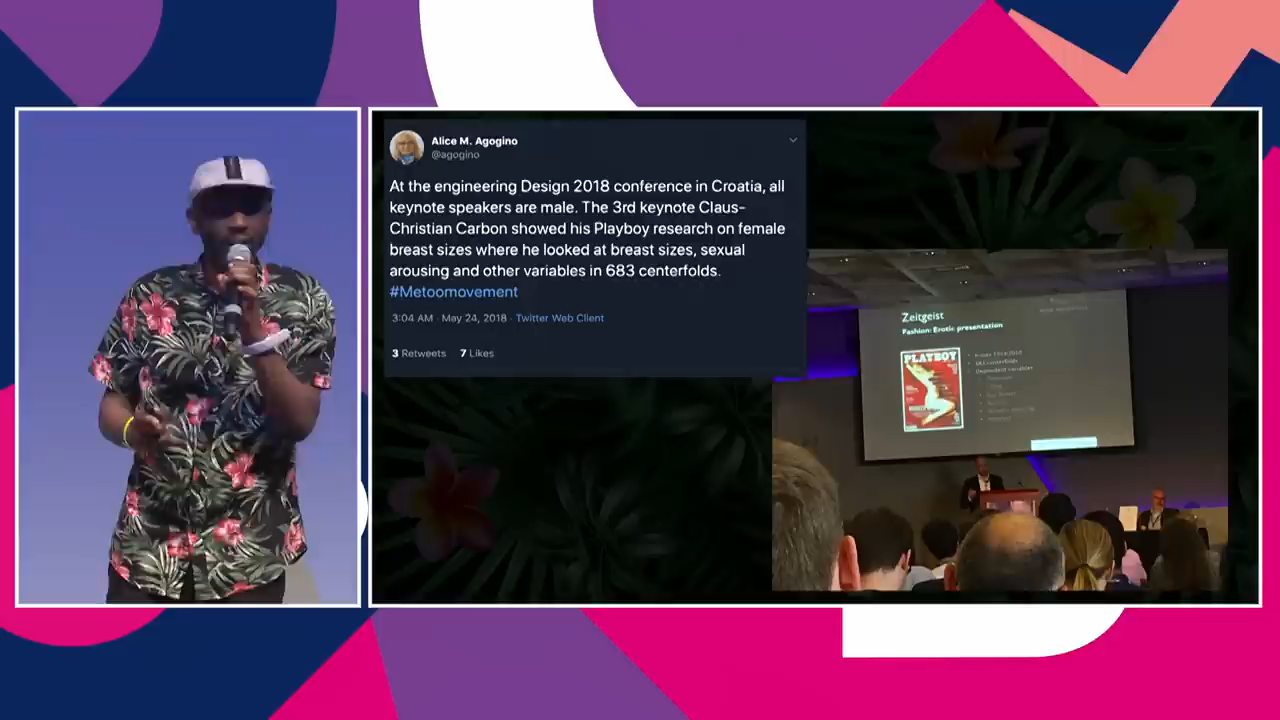 Alice M. Agogino
@agogino
At the engineering Design 2018 conference in Croatia, all
keynote speakers are male. The 3rd keynote Claus-
Christian Carbon showed his Playboy research on female
breast sizes where he looked at breast sizes, sexual
arousing and other variables in 683 centerfolds.
#Metoomovement
3:04 AM · May 24, 2018 · Twitter Web Client
3 Retweets 7 Likes
Zeitgeist
Fashion: Erotic presentation
PLAYBOY